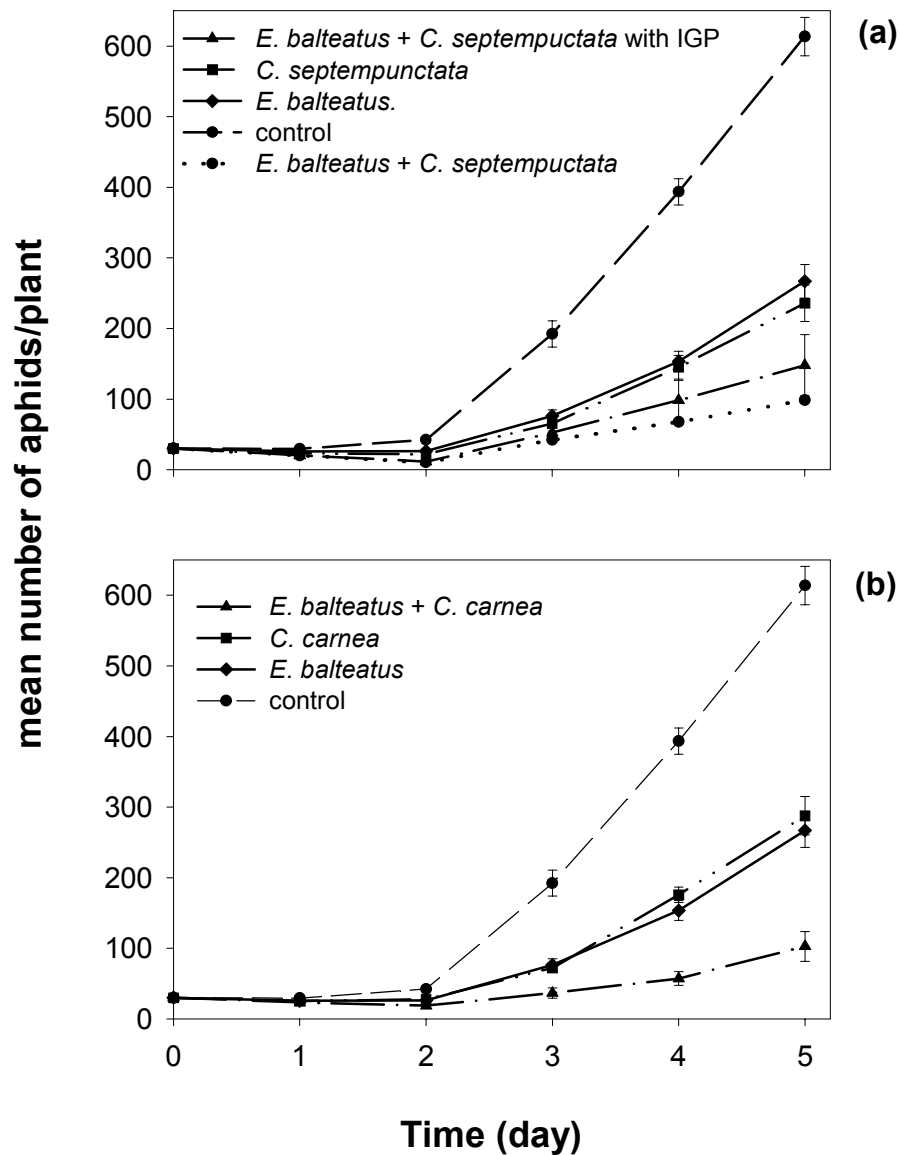 mean number of aphids/plant
(a)
600
500
400
300
200
100
0
E. balteatus + C. septempuctata with IGP
C. septempunctata
E. balteatus.
control
E. balteatus + C. septempuctata
(b)
600
500
400
300
200
100
0
E. balteatus + C. carnea
C. carnea
E. balteatus
control
0 1 2 3 4 5
Time (day)